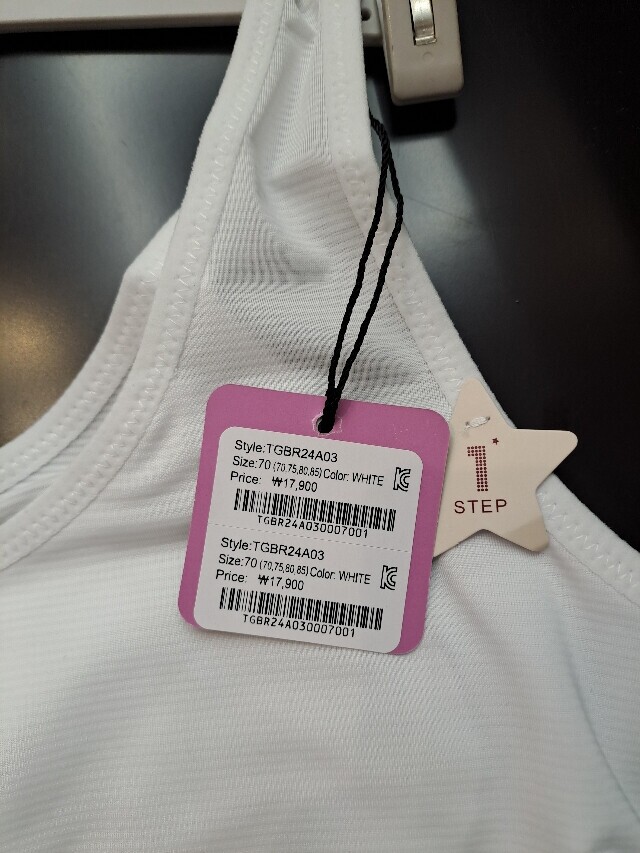 Style:TGBR24A03
Size:70 (70,75,80,85) Color: WHITE
Price: ₩17,900
TGBR24A030007001
Style:TGBR24A03
Size:70 (70,75,80,85) Color: WHITE
Price: ₩17,900
TGBR24A030007001
1
STEP